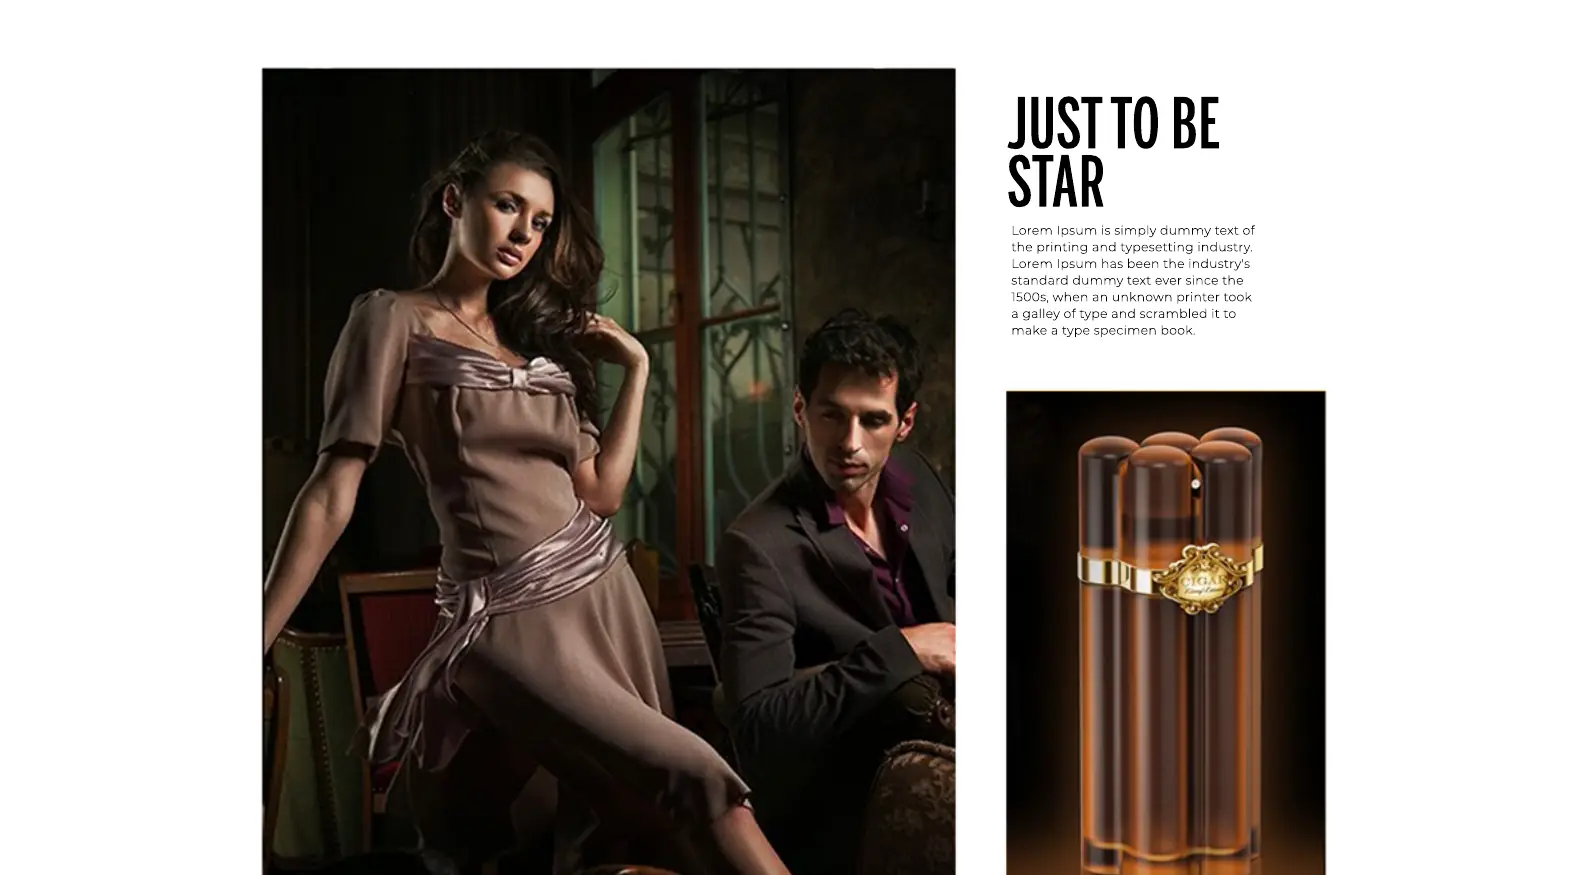 JUST TO BE
STAR
Lorem Ipsum is simply dummy text of
the printing and typesetting industry.
Lorem Ipsum has been the industry's
standard dummy text ever since the
1500s, when an unknown printer took
a galley of type and scrambled it to
make a type specimen book.
CIGAR